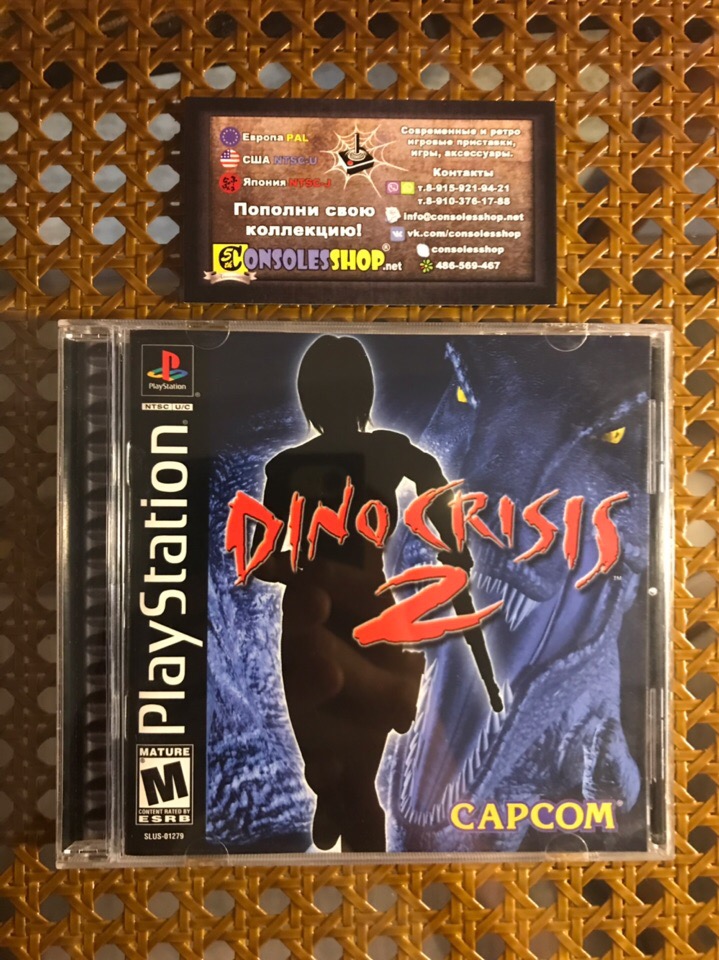 Европа PAL
США NTSC-U
Япония NTSC-J
Пополни свою
коллекцию!
CONSOLESSHOP.net
Современные и ретро
игровые приставки,
игры, аксессуары.
Контакты
т.8-915-921-94-21
т.8-910-376-17-88
info@consolesshop.net
vk.com/consolesshop
consolesshop
486-569-467
PlayStation
NTSC U/C
PlayStation
DINO CRISIS
2
TM
MATURE
M
CONTENT RATED BY
ESRB
SLUS-01279
CAPCOM